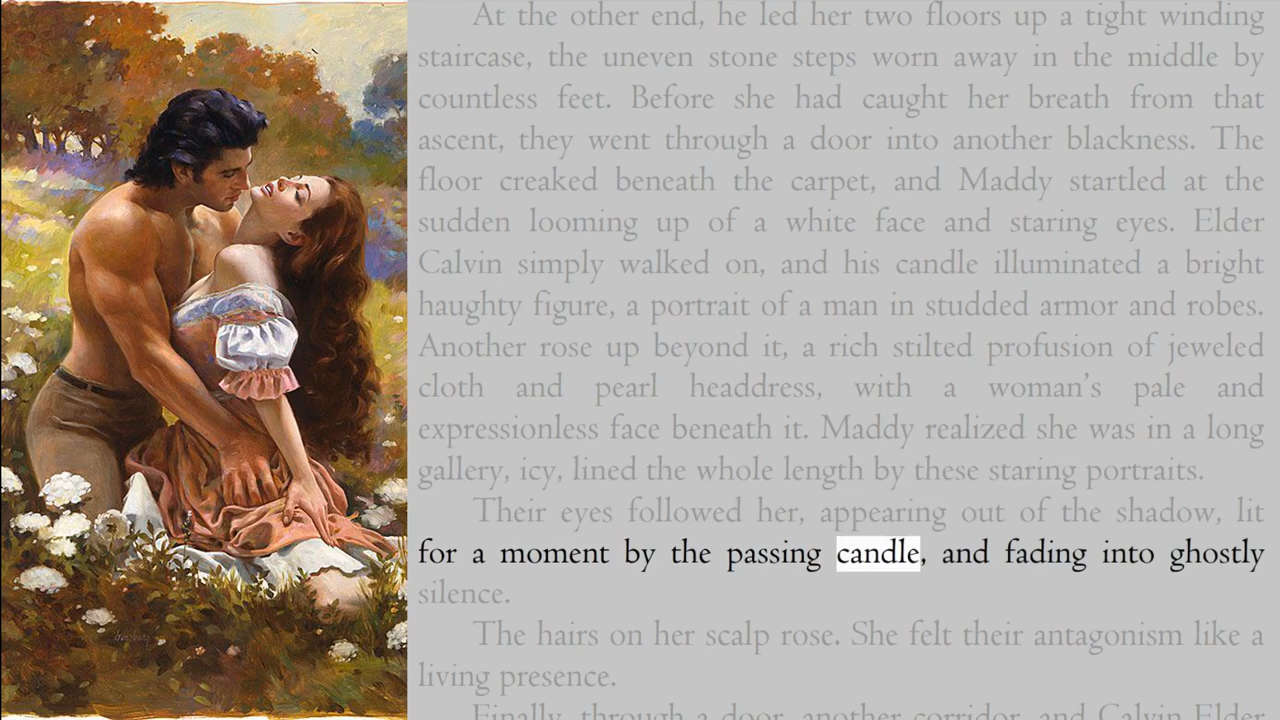 At the other end, he led her two floors up a tight winding
staircase, the uneven stone steps worn away in the middle by
countless feet. Before she had caught her breath from that
ascent, they went through a door into another blackness. The
floor creaked beneath the carpet, and Maddy startled at the
sudden looming up of a white face and staring eyes. Elder
Calvin simply walked on, and his candle illuminated a bright
haughty figure, a portrait of a man in studded armor and robes.
Another rose up beyond it, a rich stilted profusion of jeweled
cloth and pearl headdress, with a woman’s pale and
expressionless face beneath it. Maddy realized she was in a long
gallery, icy, lined the whole length by these staring portraits.
Their eyes followed her, appearing out of the shadow, lit
for a moment by the passing candle, and fading into ghostly
silence.
The hairs on her scalp rose. She felt their antagonism like a
living presence.
Finally, through a door, another corridor, and Calvin Elder